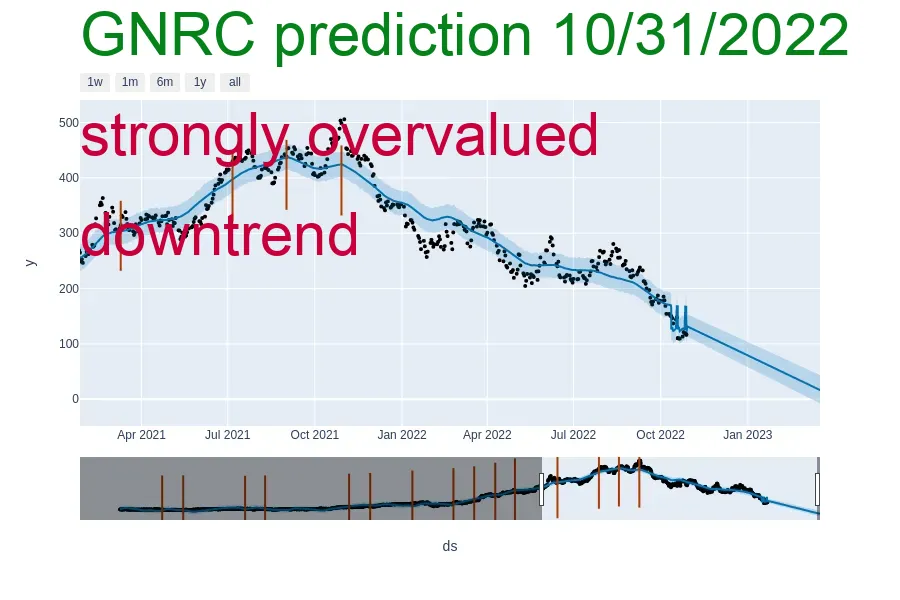 GNRC prediction 10/31/2022
1w 1m 6m 1y all
strongly overvalued
downtrend
500
400
300
200
100
0
y
Apr 2021 Jul 2021 Oct 2021 Jan 2022 Apr 2022 Jul 2022 Oct 2022 Jan 2023
ds